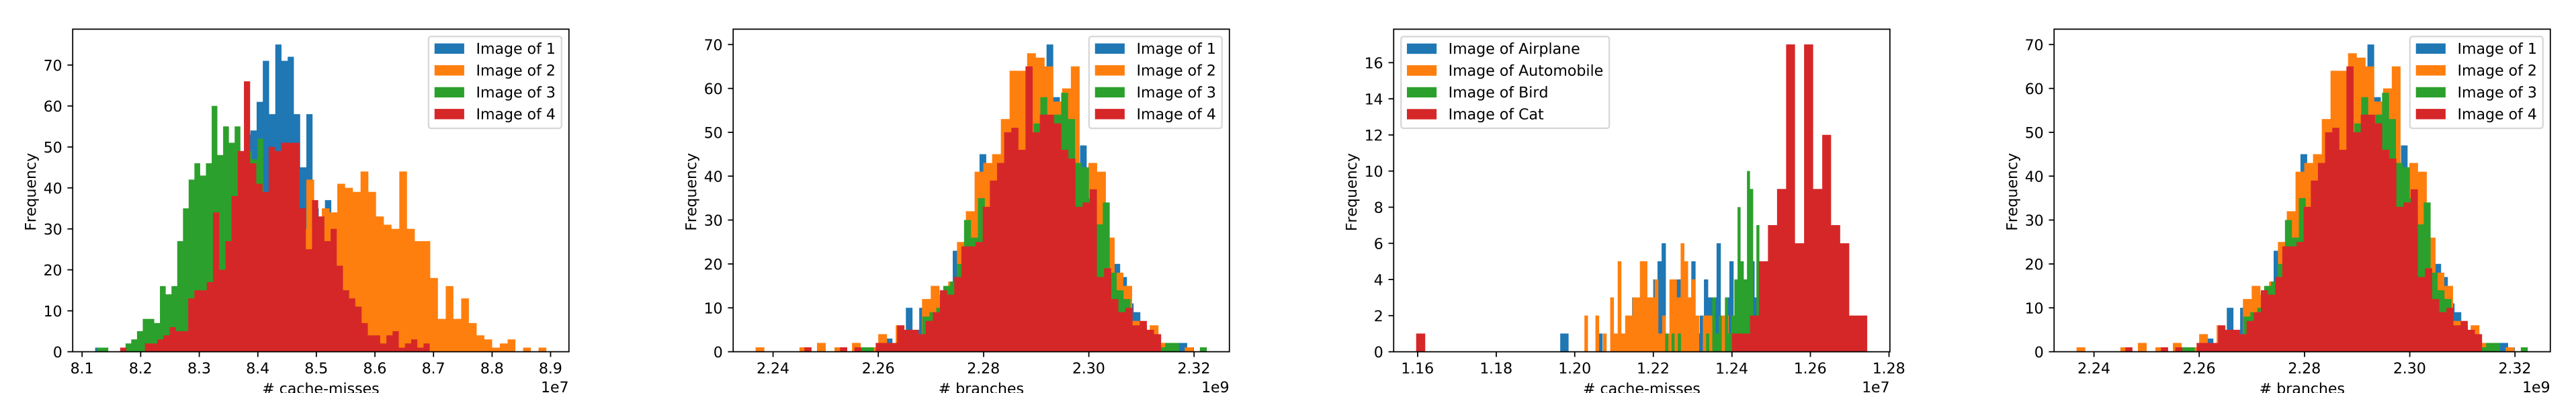 Frequency
70
60
50
40
30
20
10
0
8.1 8.2 8.3 8.4 8.5 8.6 8.7 8.8 8.9
# cache-misses
1e7
Image of 1
Image of 2
Image of 3
Image of 4
Frequency
70
60
50
40
30
20
10
0
2.24 2.26 2.28 2.30 2.32
# branches
1e9
Image of 1
Image of 2
Image of 3
Image of 4
Frequency
16
14
12
10
8
6
4
2
0
1.16 1.18 1.20 1.22 1.24 1.26 1.28
# cache-misses
1e7
Image of Airplane
Image of Automobile
Image of Bird
Image of Cat
Frequency
70
60
50
40
30
20
10
0
2.24 2.26 2.28 2.30 2.32
# branches
1e9
Image of 1
Image of 2
Image of 3
Image of 4